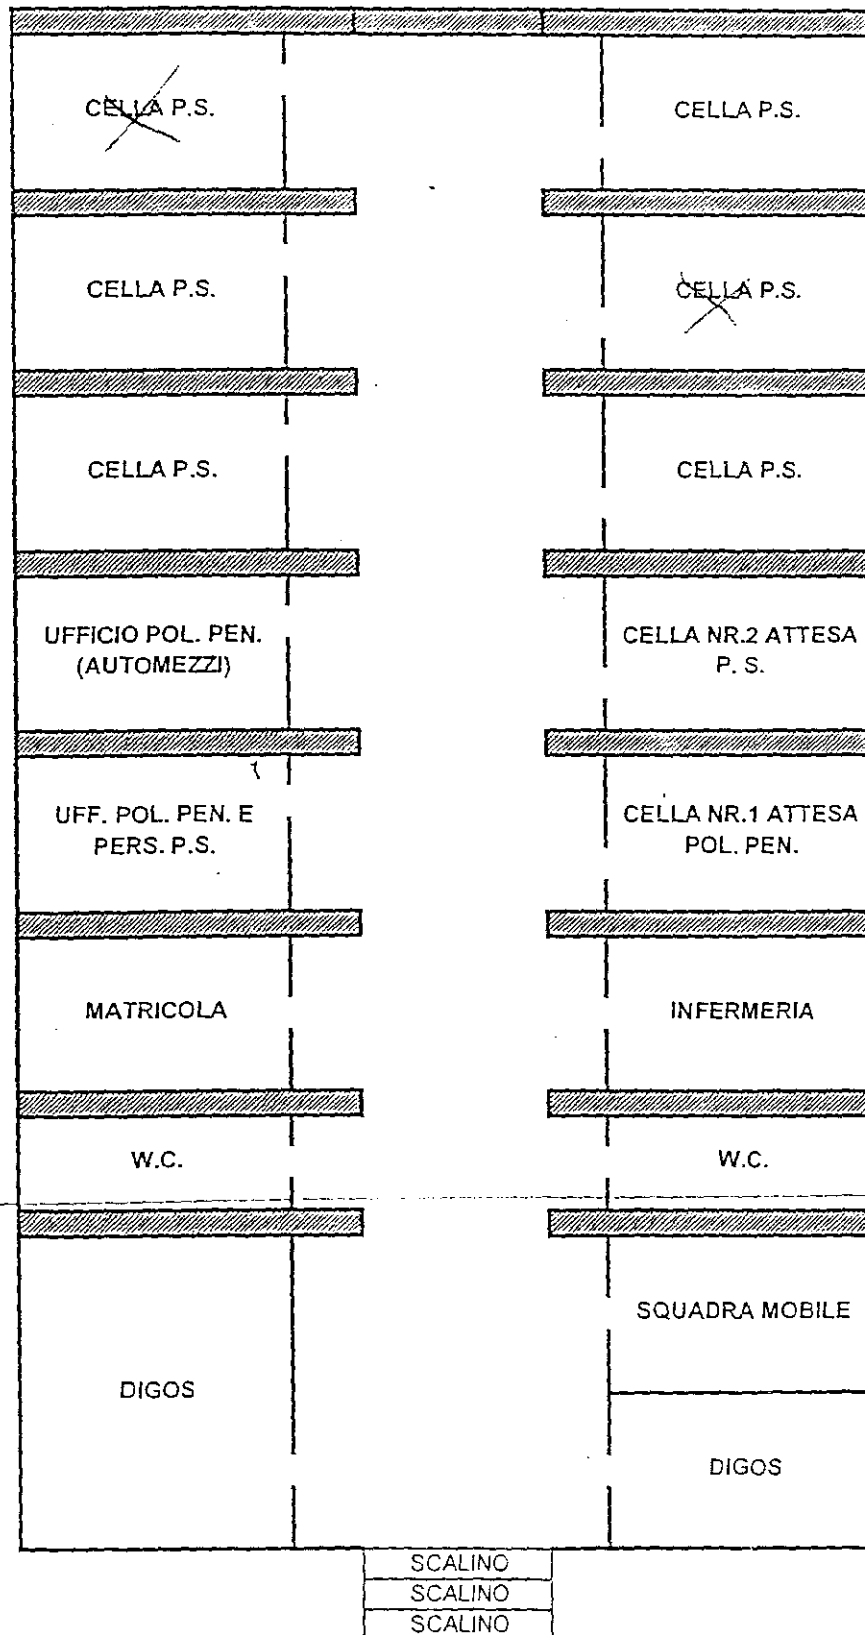 CELLA P.S.
CELLA P.S.
CELLA P.S.
CELLA P.S.
CELLA P.S.
CELLA P.S.
UFFICIO POL. PEN.
(AUTOMEZZI)
CELLA NR.2 ATTESA
P. S.
UFF. POL. PEN. E
PERS. P.S.
CELLA NR.1 ATTESA
POL. PEN.
MATRICOLA
INFERMERIA
W.C.
W.C.
SQUADRA MOBILE
DIGOS
DIGOS
SCALINO
SCALINO
SCALINO